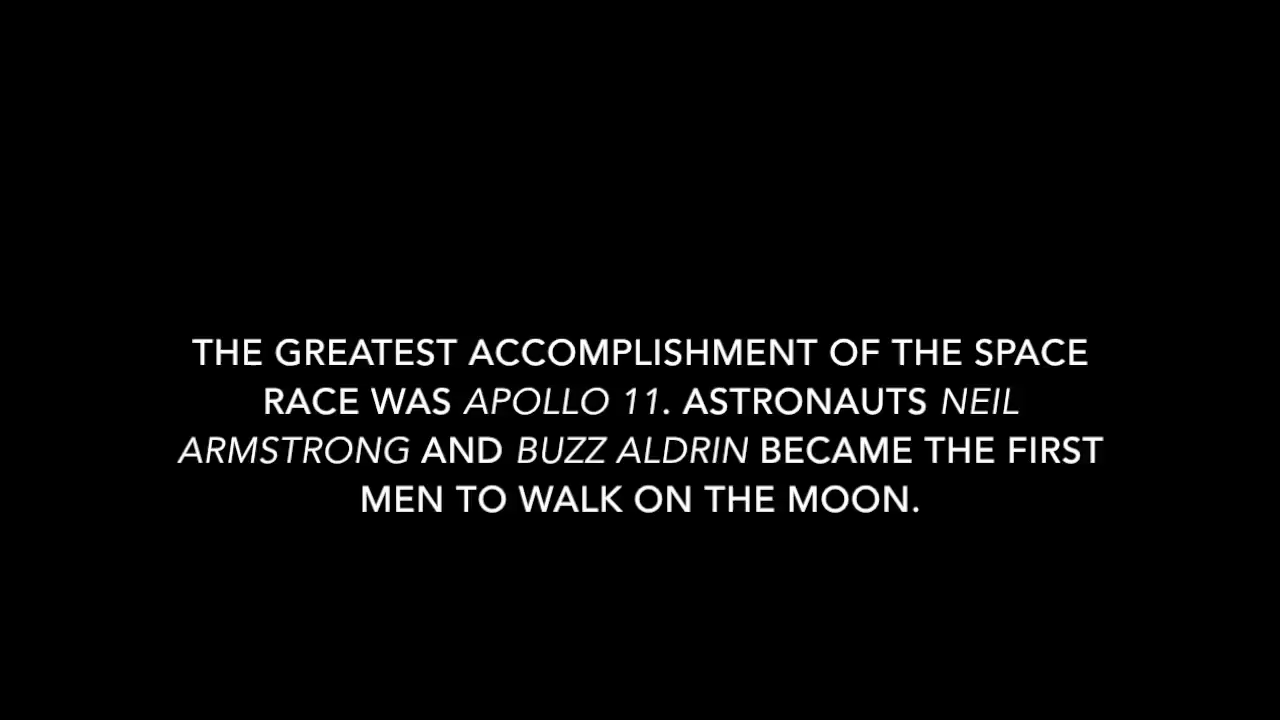 THE GREATEST ACCOMPLISHMENT OF THE SPACE
RACE WAS APOLLO 11. ASTRONAUTS NEIL
ARMSTRONG AND BUZZ ALDRIN BECAME THE FIRST
MEN TO WALK ON THE MOON.